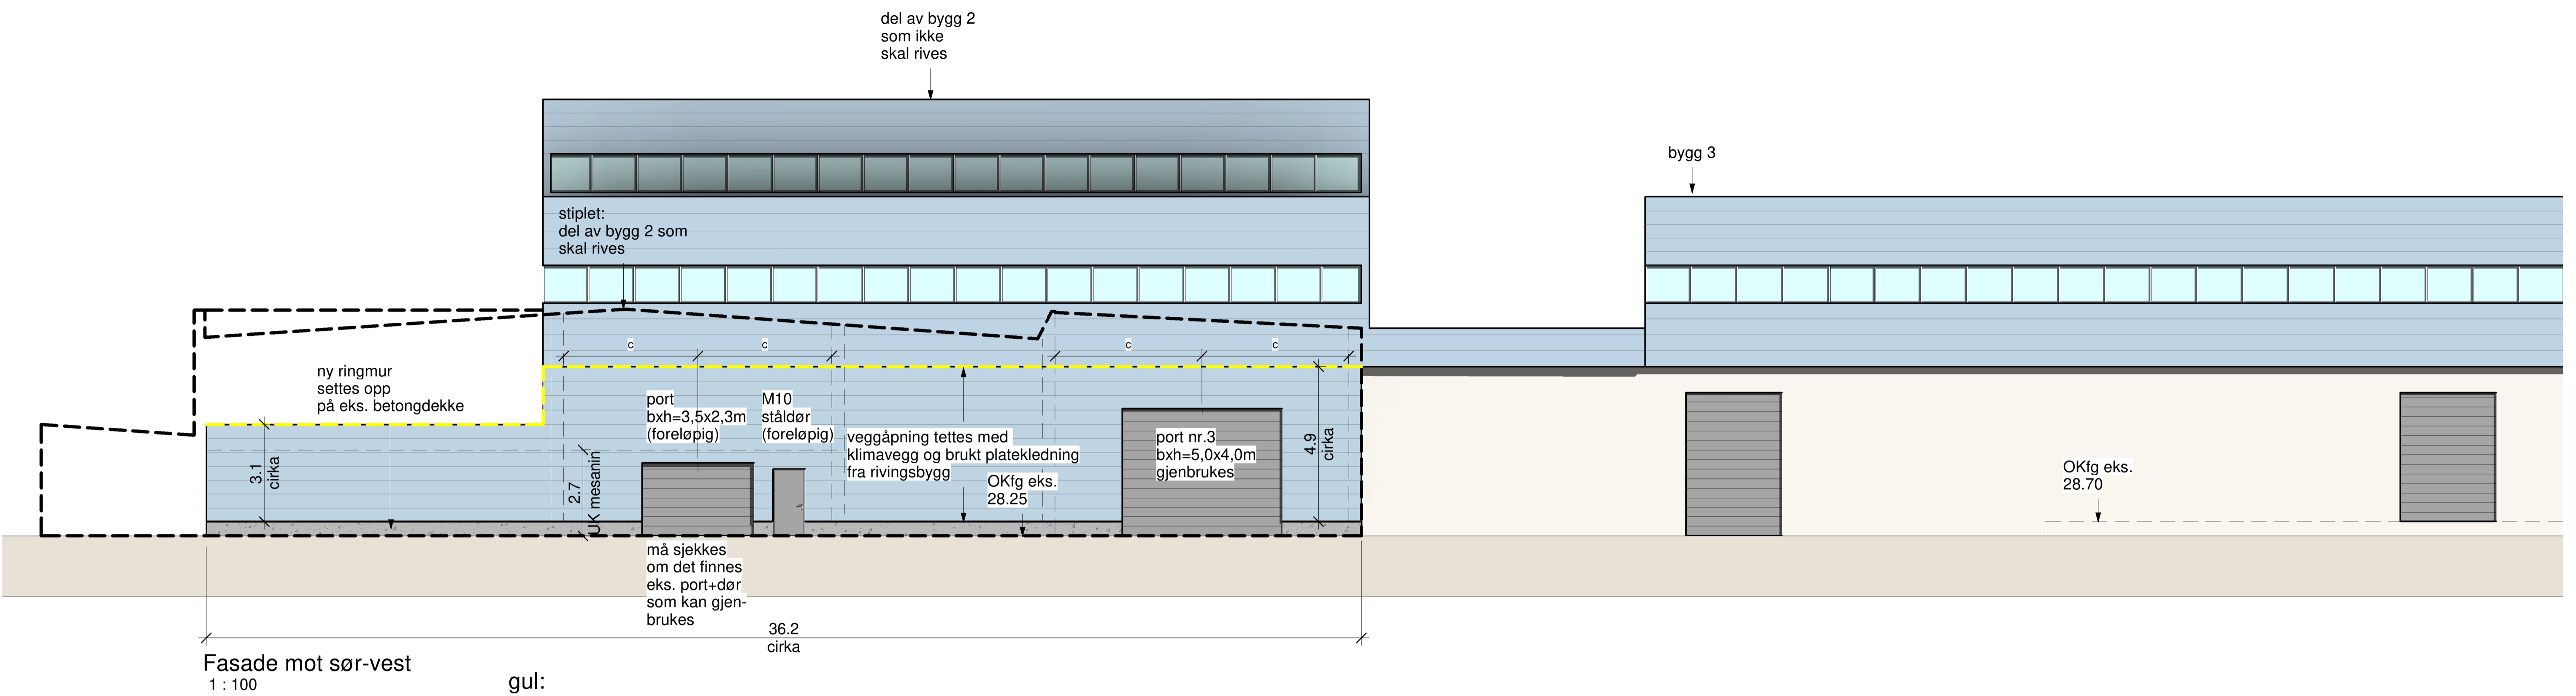 del av bygg 2
som ikke
skal rives
bygg 3
stiplet:
del av bygg 2 som
skal rives
c
c
c
c
ny ringmur
settes opp
på eks. betongdekke
port
bxh=3,5x2,3m
(foreløpig)
M10
ståldør
(foreløpig)
veggåpning tettes med
klimavegg og brukt platekledning
fra rivingsbygg
port nr.3
bxh=5,0x4,0m
gjenbrukes
4.9
cirka
3.1
cirka
2.7
UK mesanin
OKfg eks.
28.25
OKfg eks.
28.70
må sjekkes
om det finnes
eks. port+dør
som kan gjen-
brukes
36.2
cirka
Fasade mot sør-vest
1 : 100
gul: